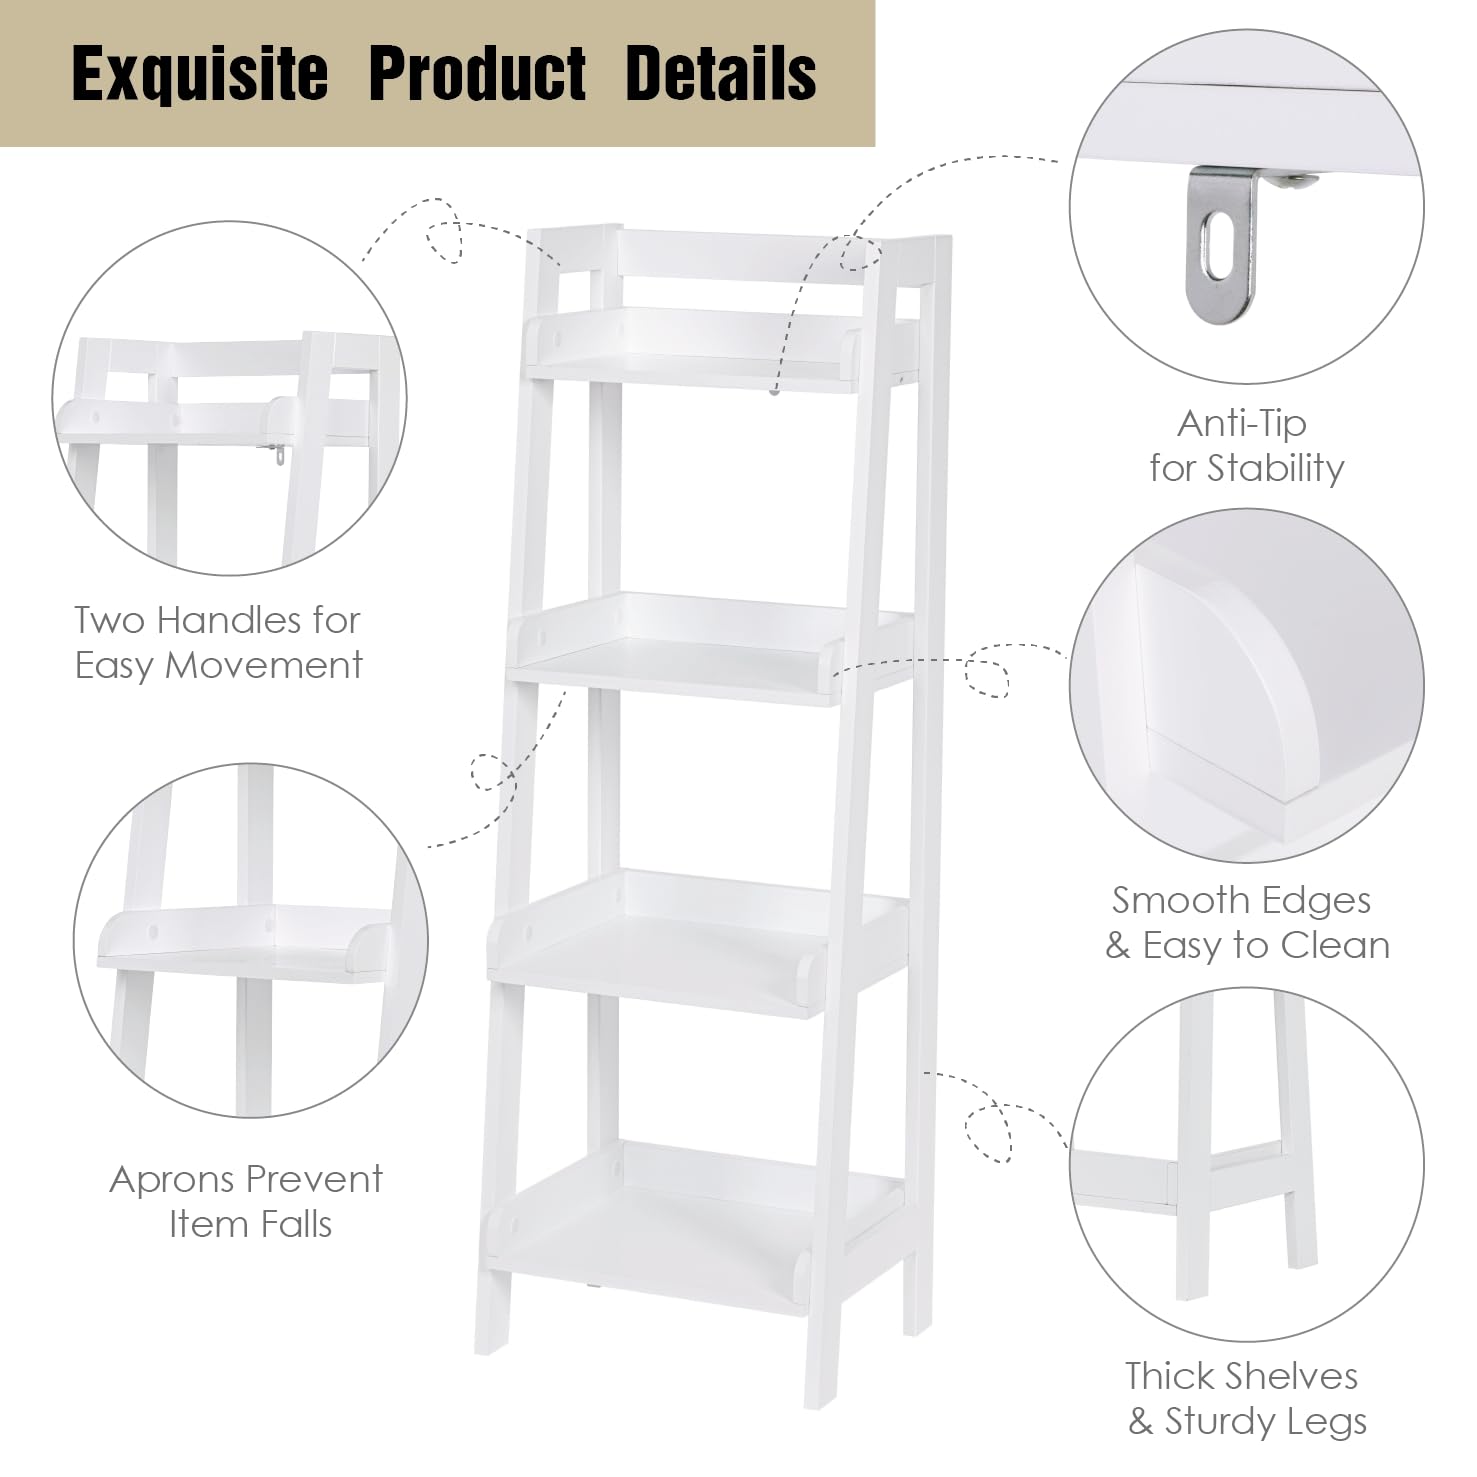 Exquisite Product Details
Two Handles for
Easy Movement
Aprons Prevent
Item Falls
Anti-Tip
for Stability
Smooth Edges
& Easy to Clean
Thick Shelves
& Sturdy Legs